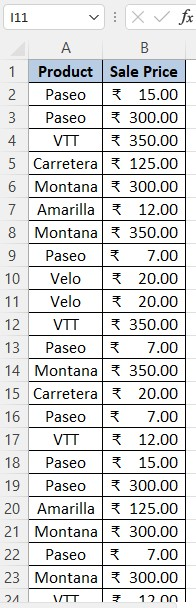 I11 fx
A B
1 Product Sale Price
2 Paseo ₹ 15.00
3 Paseo ₹ 300.00
4 VTT ₹ 350.00
5 Carretera ₹ 125.00
6 Montana ₹ 300.00
7 Amarilla ₹ 12.00
8 Montana ₹ 350.00
9 Paseo ₹ 7.00
10 Velo ₹ 20.00
11 Velo ₹ 20.00
12 VTT ₹ 350.00
13 Paseo ₹ 7.00
14 Montana ₹ 350.00
15 Carretera ₹ 20.00
16 Paseo ₹ 7.00
17 VTT ₹ 12.00
18 Paseo ₹ 15.00
19 Paseo ₹ 300.00
20 Amarilla ₹ 125.00
21 Montana ₹ 300.00
22 Paseo ₹ 7.00
23 Montana ₹ 300.00
24 VTT ₹ 12.00